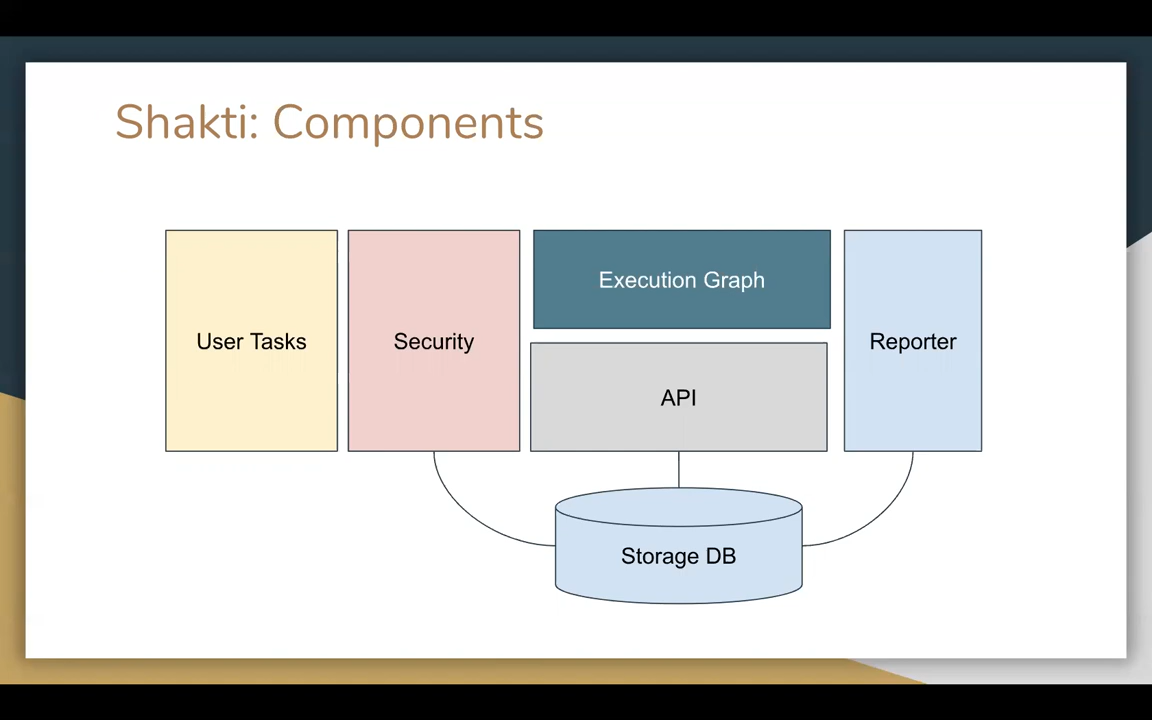 Shakti: Components
Execution Graph
User Tasks
Security
Reporter
API
Storage DB